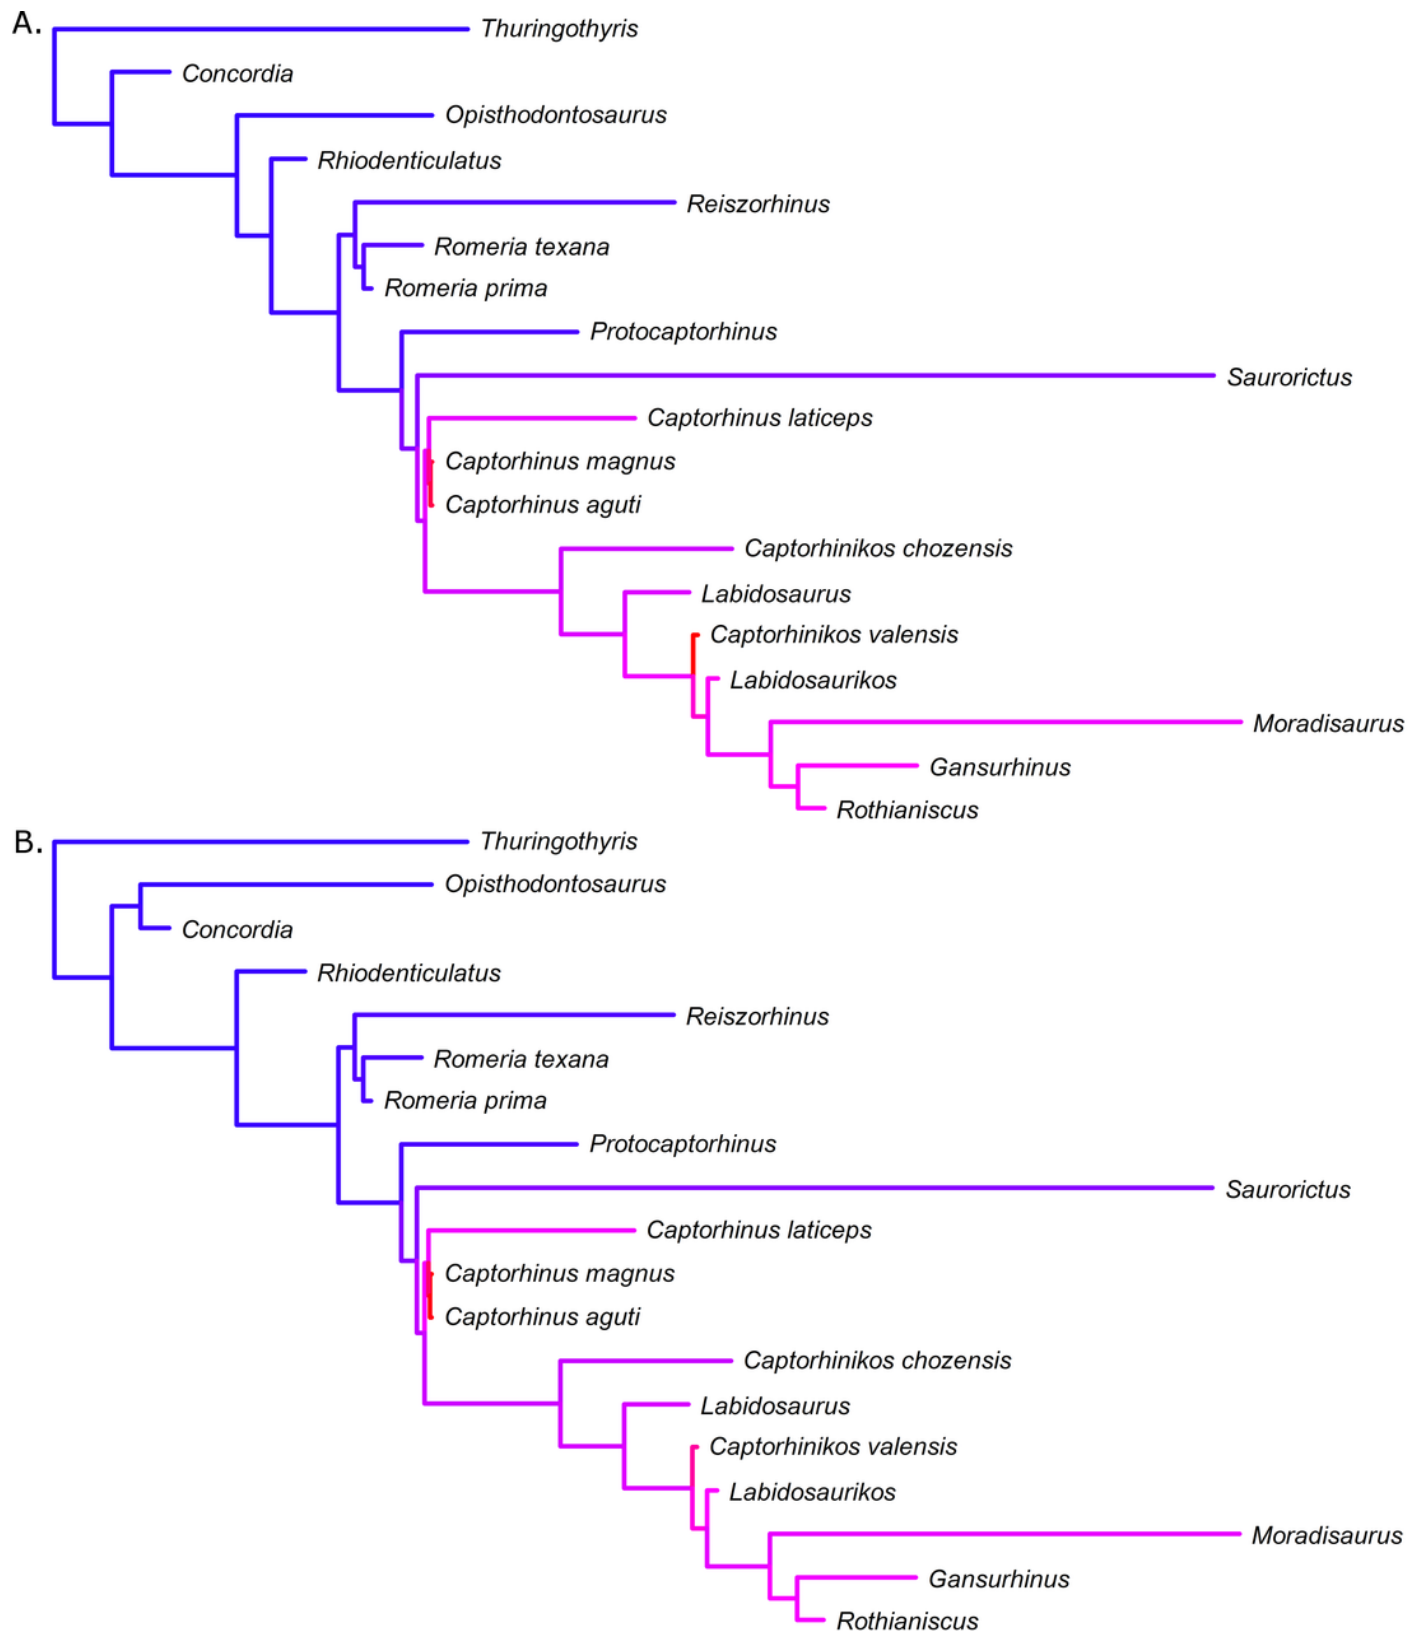 A.
Thuringothyris
Concordia
Opisthodontosaurus
Rhiodenticulatus
Reiszorhinus
Romeria texana
Romeria prima
Protocaptorhinus
Saurorictus
Captorhinus laticeps
Captorhinus magnus
Captorhinus aguti
Captorhinikos chozensis
Labidosaurus
Captorhinikos valensis
Labidosaurikos
Moradisaurus
Gansurhinus
Rothianiscus
B.
Thuringothyris
Opisthodontosaurus
Concordia
Rhiodenticulatus
Reiszorhinus
Romeria texana
Romeria prima
Protocaptorhinus
Saurorictus
Captorhinus laticeps
Captorhinus magnus
Captorhinus aguti
Captorhinikos chozensis
Labidosaurus
Captorhinikos valensis
Labidosaurikos
Moradisaurus
Gansurhinus
Rothianiscus